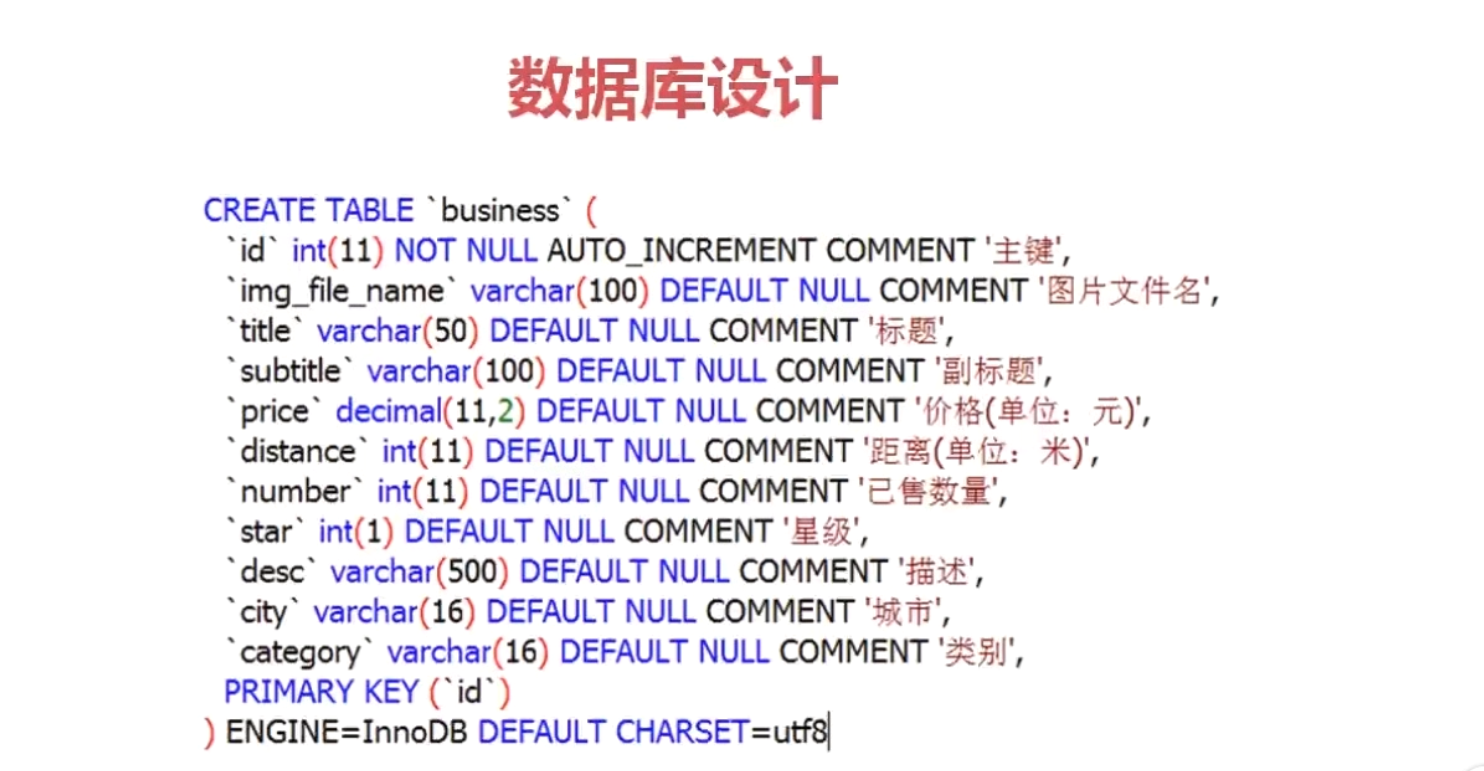 数据库设计
CREATE TABLE `business` (
`id` int(11) NOT NULL AUTO_INCREMENT COMMENT '主键',
`img_file_name` varchar(100) DEFAULT NULL COMMENT '图片文件名',
`title` varchar(50) DEFAULT NULL COMMENT '标题',
`subtitle` varchar(100) DEFAULT NULL COMMENT '副标题',
`price` decimal(11,2) DEFAULT NULL COMMENT '价格(单位：元)',
`distance` int(11) DEFAULT NULL COMMENT '距离(单位：米)',
`number` int(11) DEFAULT NULL COMMENT '已售数量',
`star` int(1) DEFAULT NULL COMMENT '星级',
`desc` varchar(500) DEFAULT NULL COMMENT '描述',
`city` varchar(16) DEFAULT NULL COMMENT '城市',
`category` varchar(16) DEFAULT NULL COMMENT '类别',
PRIMARY KEY (`id`)
) ENGINE=InnoDB DEFAULT CHARSET=utf8